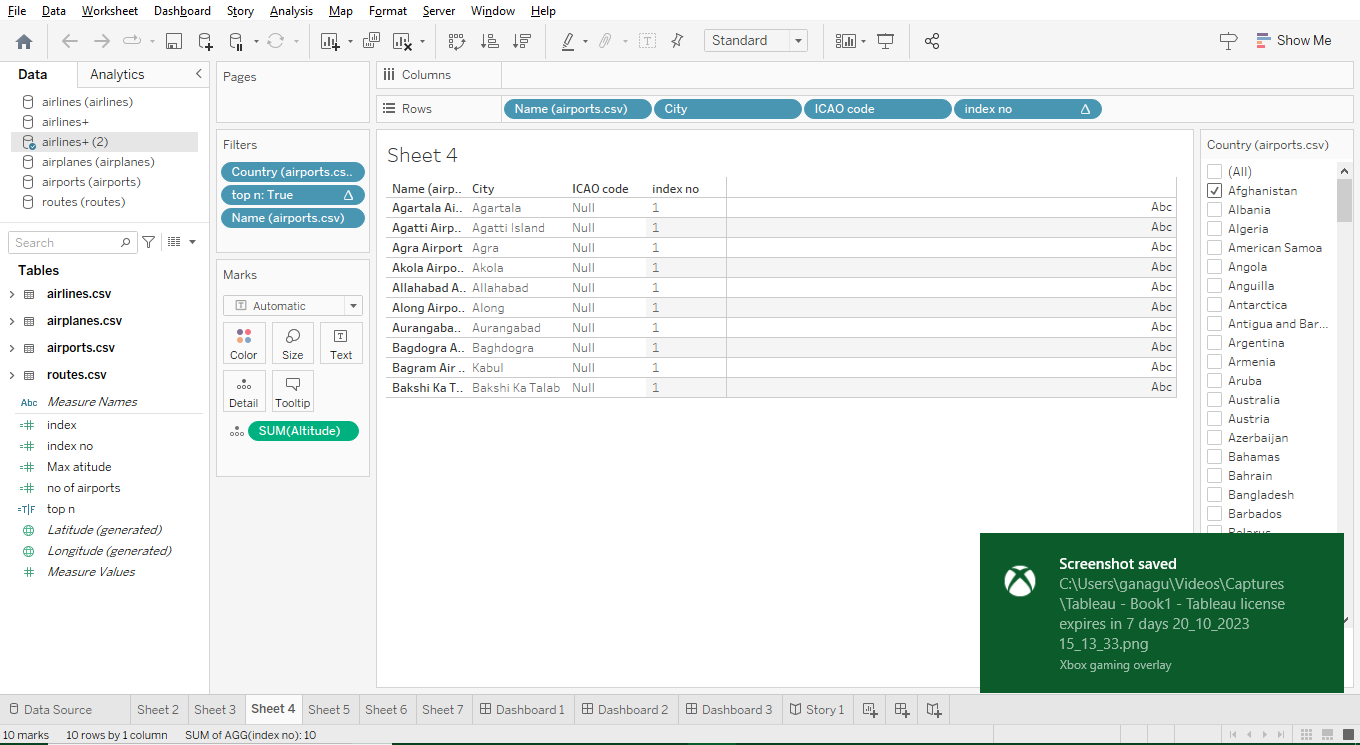 File Data Worksheet Dashboard Story Analysis Map Format Server Window Help
Standard
Show Me
Data Analytics
airlines (airlines)
airlines+
airlines+ (2)
airplanes (airplanes)
airports (airports)
routes (routes)
Search
Tables
airlines.csv
airplanes.csv
airports.csv
routes.csv
Abc Measure Names
index
index no
Max atitude
no of airports
=T|F top n
Latitude (generated)
Longitude (generated)
Measure Values
Pages
Filters
Country (airports.cs..
top n: True
Name (airports.csv)
Marks
Automatic
Color Size Text
Detail Tooltip
SUM(Altitude)
Columns
Rows Name (airports.csv) City ICAO code index no
Sheet 4
Name (airp.. City ICAO code index no
Agartala Ai.. Agartala Null 1 Abc
Agatti Airp.. Agatti Island Null 1 Abc
Agra Airport Agra Null 1 Abc
Akola Airpo.. Akola Null 1 Abc
Allahabad A.. Allahabad Null 1 Abc
Along Airpo.. Along Null 1 Abc
Aurangaba.. Aurangabad Null 1 Abc
Bagdogra A.. Baghdogra Null 1 Abc
Bagram Air .. Kabul Null 1 Abc
Bakshi Ka T.. Bakshi Ka Talab Null 1 Abc
Country (airports.csv)
(All)
Afghanistan
Albania
Algeria
American Samoa
Angola
Anguilla
Antarctica
Antigua and Bar...
Argentina
Armenia
Aruba
Australia
Austria
Azerbaijan
Bahamas
Bahrain
Bangladesh
Barbados
Belarus
Screenshot saved
C:\Users\ganagu\Videos\Captures
\Tableau - Book1 - Tableau license
expires in 7 days 20_10_2023
15_13_33.png
Xbox gaming overlay
Data Source Sheet 2 Sheet 3 Sheet 4 Sheet 5 Sheet 6 Sheet 7 Dashboard 1 Dashboard 2 Dashboard 3 Story 1
10 marks 10 rows by 1 column SUM of AGG(index no): 10